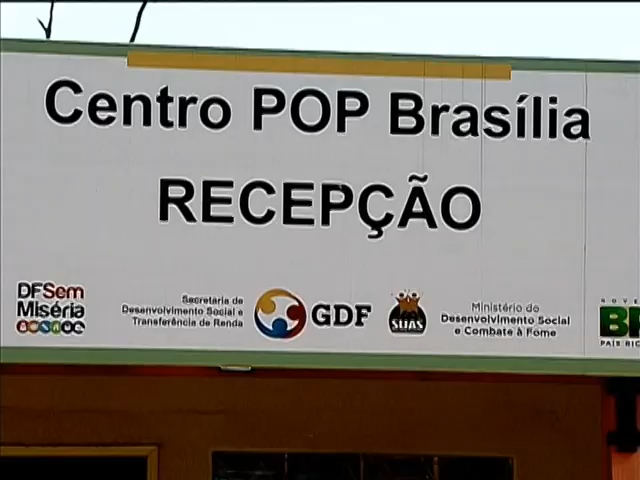 Centro POP Brasília
RECEPÇÃO
DFSem
Miséria
Secretaria de
Desenvolvimento Social e
Transferência de Renda
GDF
SUAS
Ministério do
Desenvolvimento Social
e Combate à Fome